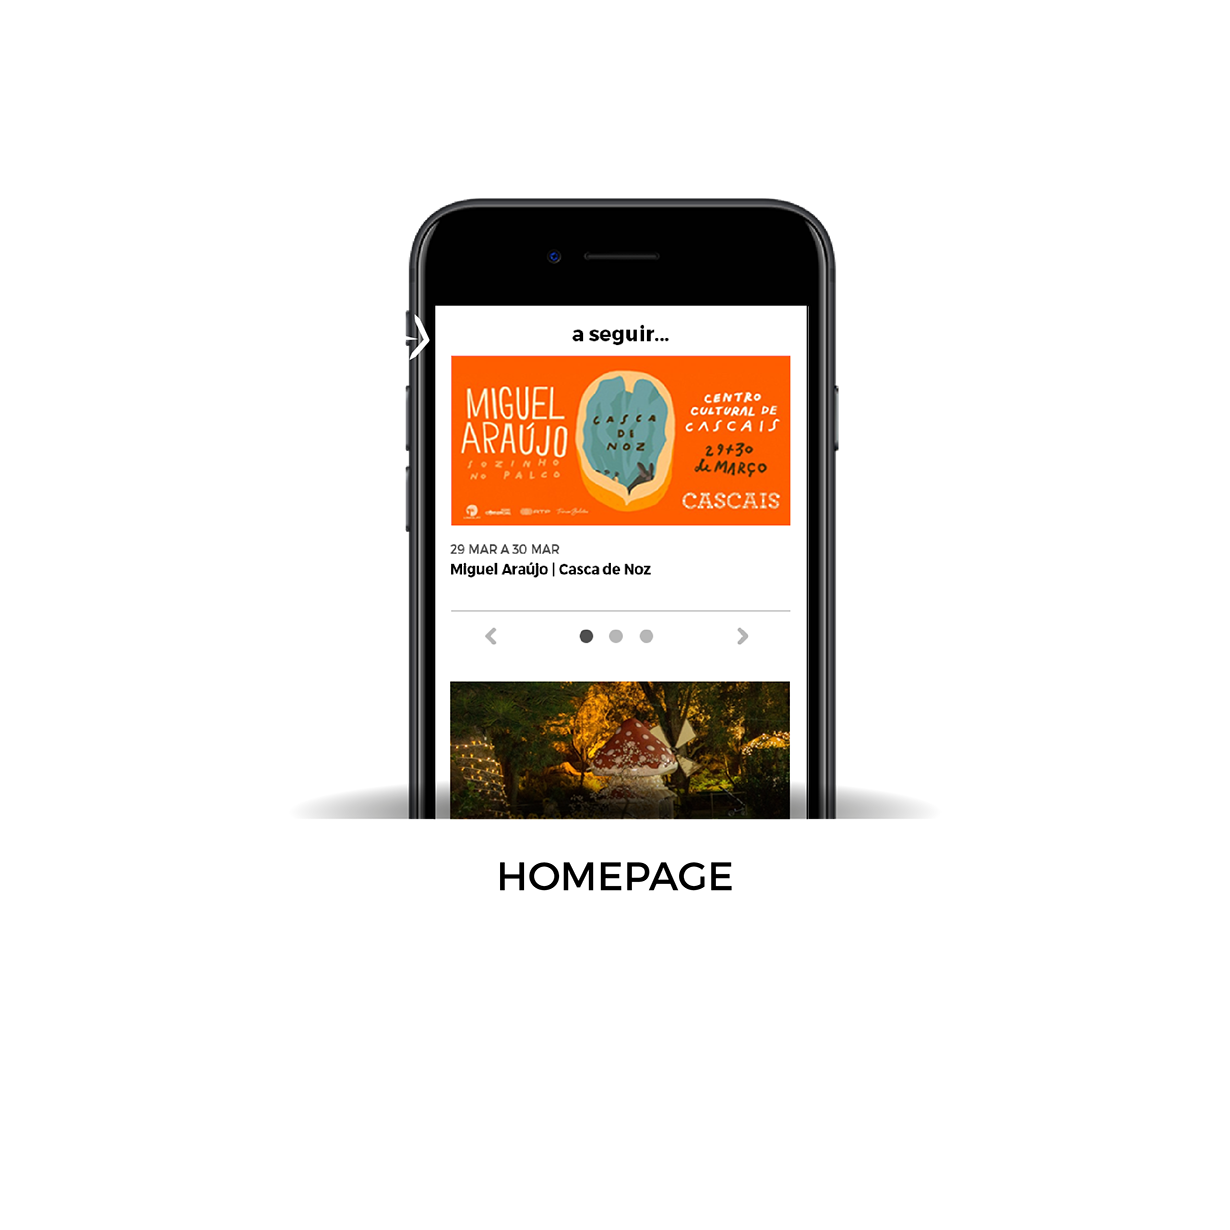 a seguir...
MIGUEL
ARAÚJO
SOZINHO
NO PALCO
CASCA
DE
NOZ
CENTRO
CULTURAL DE
CASCAIS
29+30
de MARÇO
CASCAIS
RTP
29 MAR A 30 MAR
Miguel Araújo | Casca de Noz
HOMEPAGE